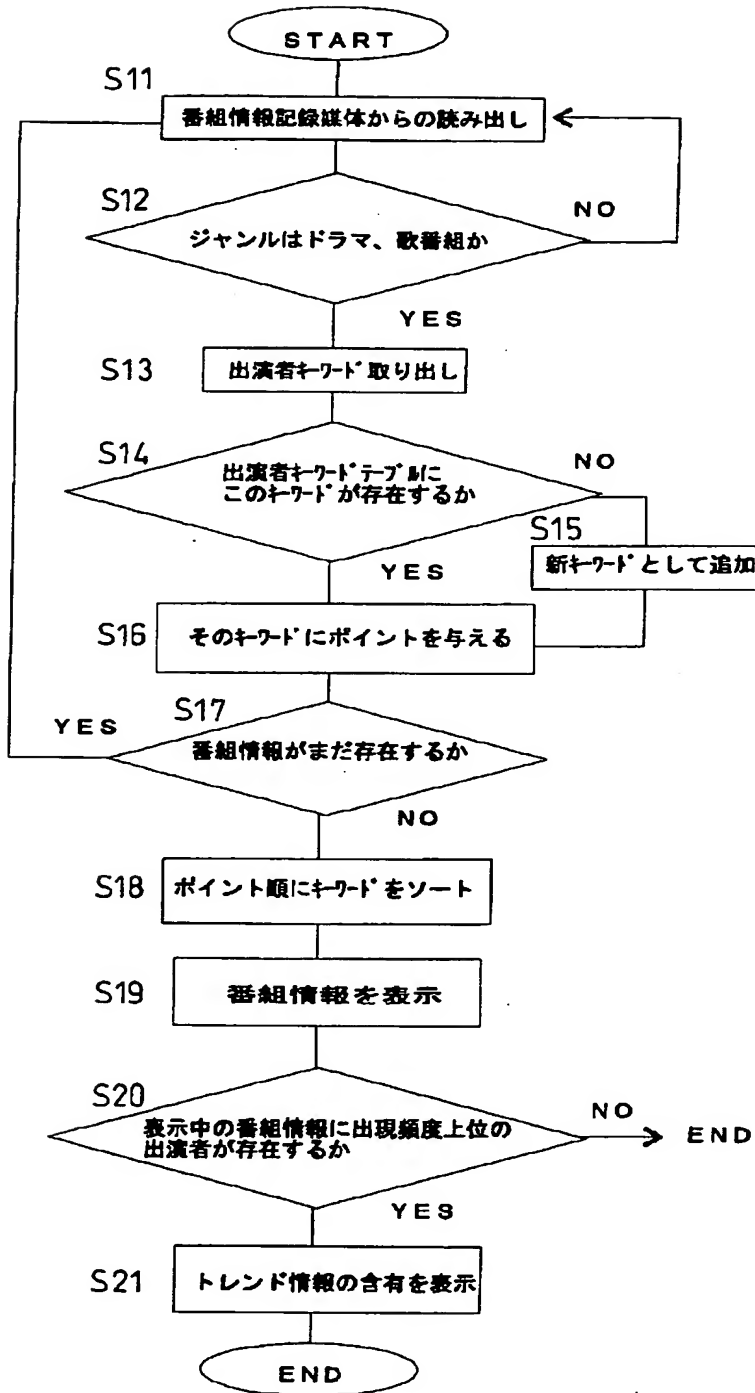 START
S11
番組情報記録媒体からの読み出し
S12
ジャンルはドラマ、歌番組か
NO
YES
S13
出演者ｷｰﾜｰﾄﾞ取り出し
S14
出演者ｷｰﾜｰﾄﾞﾃｰﾌﾞﾙに
このｷｰﾜｰﾄﾞが存在するか
NO
S15
新ｷｰﾜｰﾄﾞとして追加
YES
S16
そのｷｰﾜｰﾄﾞにポイントを与える
S17
YES
番組情報がまだ存在するか
NO
S18
ポイント順にｷｰﾜｰﾄﾞをソート
S19
番組情報を表示
S20
表示中の番組情報に出現頻度上位の
出演者が存在するか
NO
END
YES
S21
トレンド情報の含有を表示
END